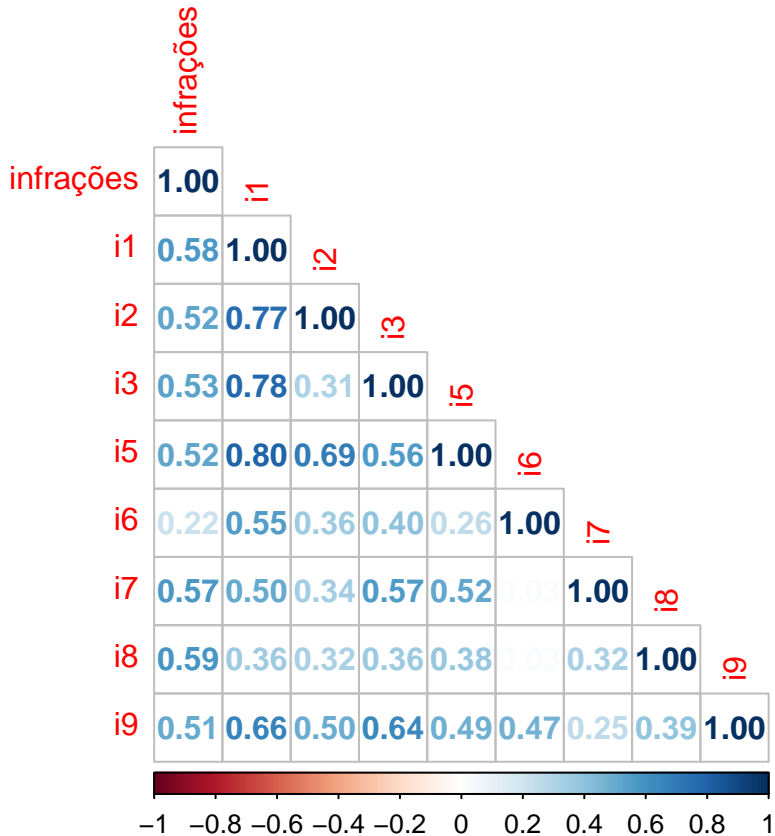 infrações
infrações 1.00 i1
i1 0.58 1.00 i2
i2 0.52 0.77 1.00 i3
i3 0.53 0.78 0.31 1.00 i5
i5 0.52 0.80 0.69 0.56 1.00 i6
i6 0.22 0.55 0.36 0.40 0.26 1.00 i7
i7 0.57 0.50 0.34 0.57 0.52 0.03 1.00 i8
i8 0.59 0.36 0.32 0.36 0.38 0.03 0.32 1.00 i9
i9 0.51 0.66 0.50 0.64 0.49 0.47 0.25 0.39 1.00
−1 −0.8 −0.6 −0.4 −0.2 0 0.2 0.4 0.6 0.8 1